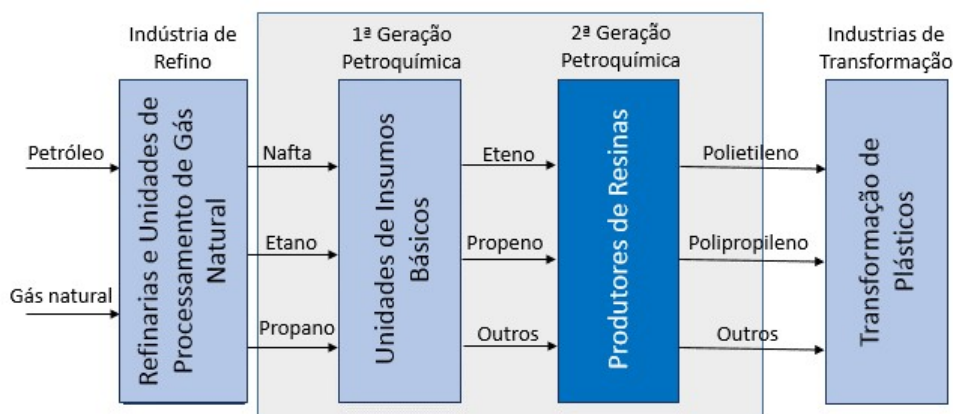 Indústria de
Refino
1ª Geração
Petroquímica
2ª Geração
Petroquímica
Industrias de
Transformação
Petróleo
Gás natural
Refinarias e Unidades de
Processamento de Gás
Natural
Nafta
Etano
Propano
Unidades de Insumos
Básicos
Eteno
Propeno
Outros
Produtores de Resinas
Polietileno
Polipropileno
Outros
Transformação de
Plásticos